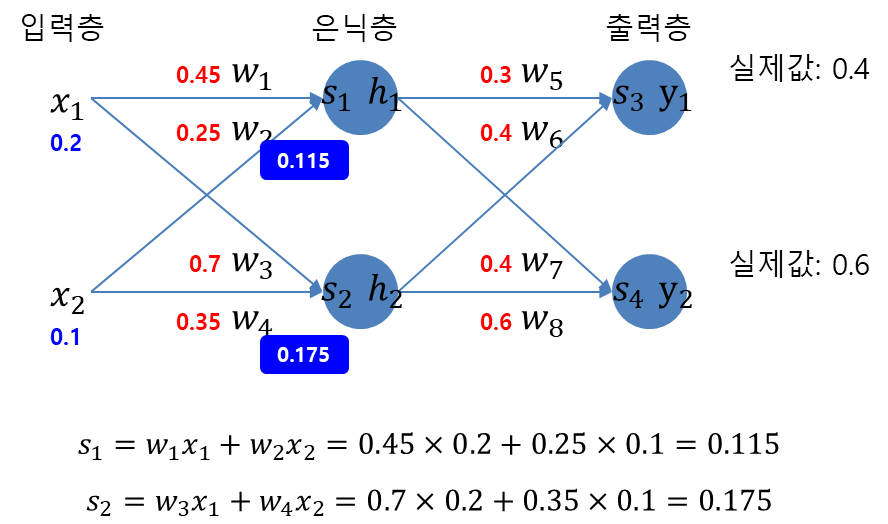 입력층 은닉층 출력층
실제값: 0.4
0.45 w₁ s₁ h₁ 0.3 w₅ s₃ y₁
x₁
0.2 0.25 w₂ 0.4 w₆
0.115
실제값: 0.6
0.7 w₃ s₂ h₂ 0.4 w₇ s₄ y₂
x₂
0.1 0.35 w₄ 0.6 w₈
0.175
s₁ = w₁x₁ + w₂x₂ = 0.45 × 0.2 + 0.25 × 0.1 = 0.115
s₂ = w₃x₁ + w₄x₂ = 0.7 × 0.2 + 0.35 × 0.1 = 0.175